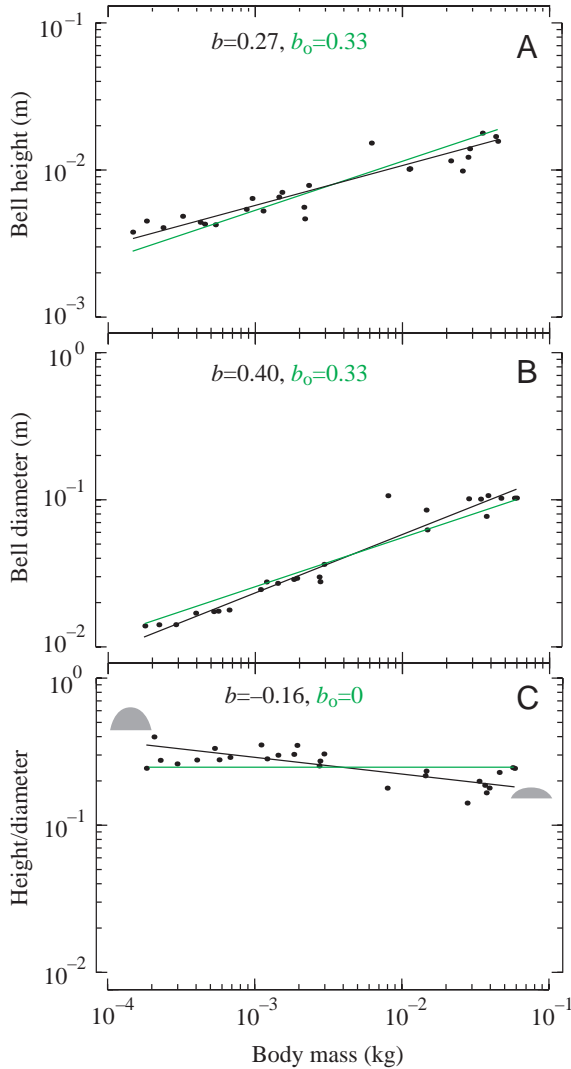 10⁻¹
b=0.27, bₒ=0.33
A
Bell height (m)
10⁻²
10⁻³
10⁰
b=0.40, bₒ=0.33
B
Bell diameter (m)
10⁻¹
10⁻²
10⁰
b=–0.16, bₒ=0
C
Height/diameter
10⁻¹
10⁻²
10⁻⁴ 10⁻³ 10⁻² 10⁻¹
Body mass (kg)